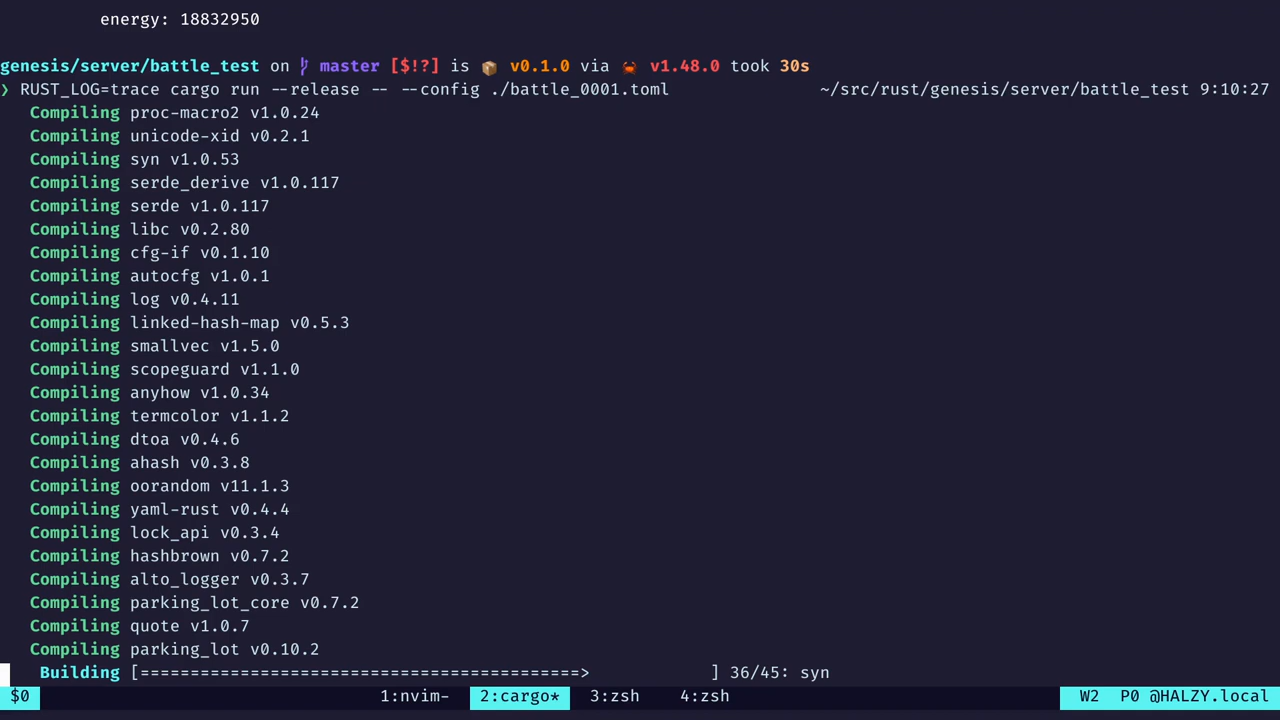 energy: 18832950
genesis/server/battle_test on master [$!?] is 📦 v0.1.0 via 🦀 v1.48.0 took 30s
❯ RUST_LOG=trace cargo run --release -- --config ./battle_0001.toml ~/src/rust/genesis/server/battle_test 9:10:27
Compiling proc-macro2 v1.0.24
Compiling unicode-xid v0.2.1
Compiling syn v1.0.53
Compiling serde_derive v1.0.117
Compiling serde v1.0.117
Compiling libc v0.2.80
Compiling cfg-if v0.1.10
Compiling autocfg v1.0.1
Compiling log v0.4.11
Compiling linked-hash-map v0.5.3
Compiling smallvec v1.5.0
Compiling scopeguard v1.1.0
Compiling anyhow v1.0.34
Compiling termcolor v1.1.2
Compiling dtoa v0.4.6
Compiling ahash v0.3.8
Compiling oorandom v11.1.3
Compiling yaml-rust v0.4.4
Compiling lock_api v0.3.4
Compiling hashbrown v0.7.2
Compiling alto_logger v0.3.7
Compiling parking_lot_core v0.7.2
Compiling quote v1.0.7
Compiling parking_lot v0.10.2
Building [============================================>            ] 36/45: syn
$0 1:nvim- 2:cargo* 3:zsh 4:zsh W2 P0 @HALZY.local